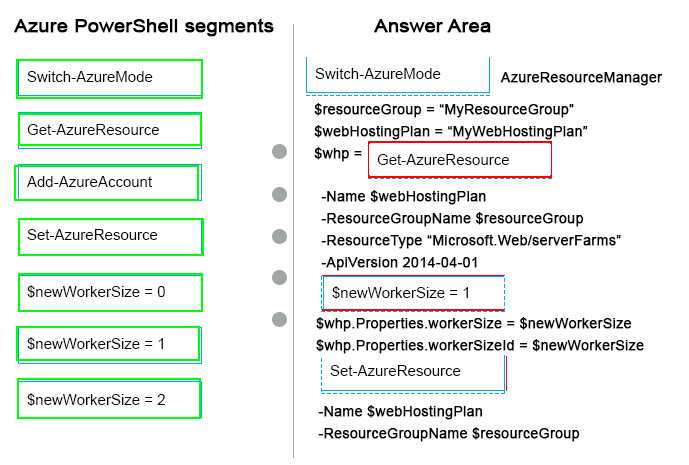 Azure PowerShell segments
Switch-AzureMode
Get-AzureResource
Add-AzureAccount
Set-AzureResource
$newWorkerSize = 0
$newWorkerSize = 1
$newWorkerSize = 2
Answer Area
Switch-AzureMode AzureResourceManager
$resourceGroup = “MyResourceGroup"
$webHostingPlan = “MyWebHostingPlan”
$whp = Get-AzureResource
-Name $webHostingPlan
-ResourceGroupName $resourceGroup
-ResourceType “Microsoft.Web/serverFarms”
-ApiVersion 2014-04-01
$newWorkerSize = 1
$whp.Properties.workerSize = $newWorkerSize
$whp.Properties.workerSizeId = $newWorkerSize
Set-AzureResource
-Name $webHostingPlan
-ResourceGroupName $resourceGroup